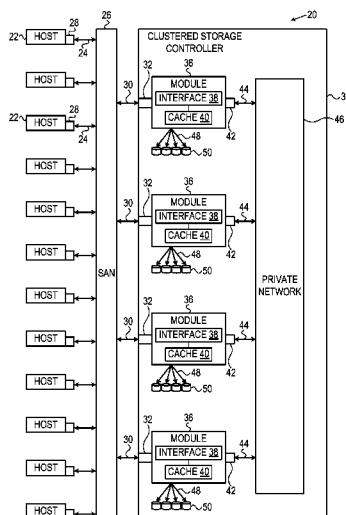 20
22 HOST 28
24
26
CLUSTERED STORAGE
CONTROLLER
HOST
22 HOST 28
24
HOST
HOST
HOST
HOST
HOST
HOST
HOST
HOST
HOST
SAN
30 32
36
MODULE
INTERFACE 38
CACHE 40
42
44
48
50
30 32
36
MODULE
INTERFACE 38
CACHE 40
42
44
48
50
30 32
36
MODULE
INTERFACE 38
CACHE 40
42
44
48
50
30 32
36
MODULE
INTERFACE 38
CACHE 40
42
44
48
50
46
PRIVATE
NETWORK